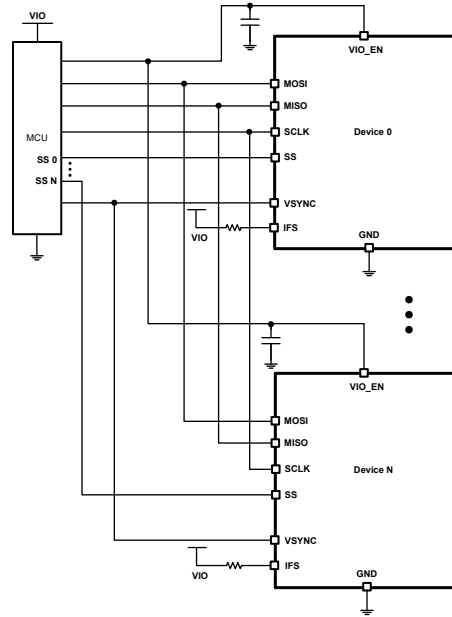 VIO
VIO_EN
MOSI
MISO
MCU
SCLK
Device 0
SS 0
SS
SS N
VSYNC
IFS
VIO
GND
VIO_EN
MOSI
MISO
SCLK
Device N
SS
VSYNC
IFS
VIO
GND